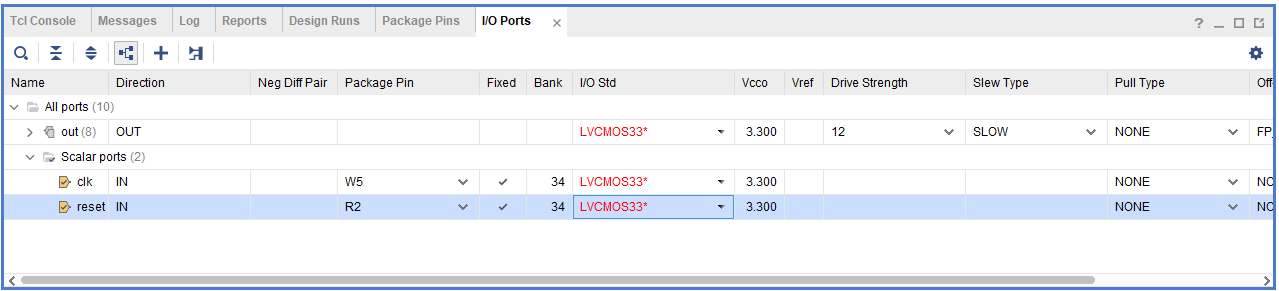 Tcl Console Messages Log Reports Design Runs Package Pins I/O Ports × ?
Name Direction Neg Diff Pair Package Pin Fixed Bank I/O Std Vcco Vref Drive Strength Slew Type Pull Type Off
All ports (10)
out (8) OUT LVCMOS33* 3.300 12 SLOW NONE FP_
Scalar ports (2)
clk IN W5 34 LVCMOS33* 3.300 NONE NO
reset IN R2 34 LVCMOS33* 3.300 NONE NO